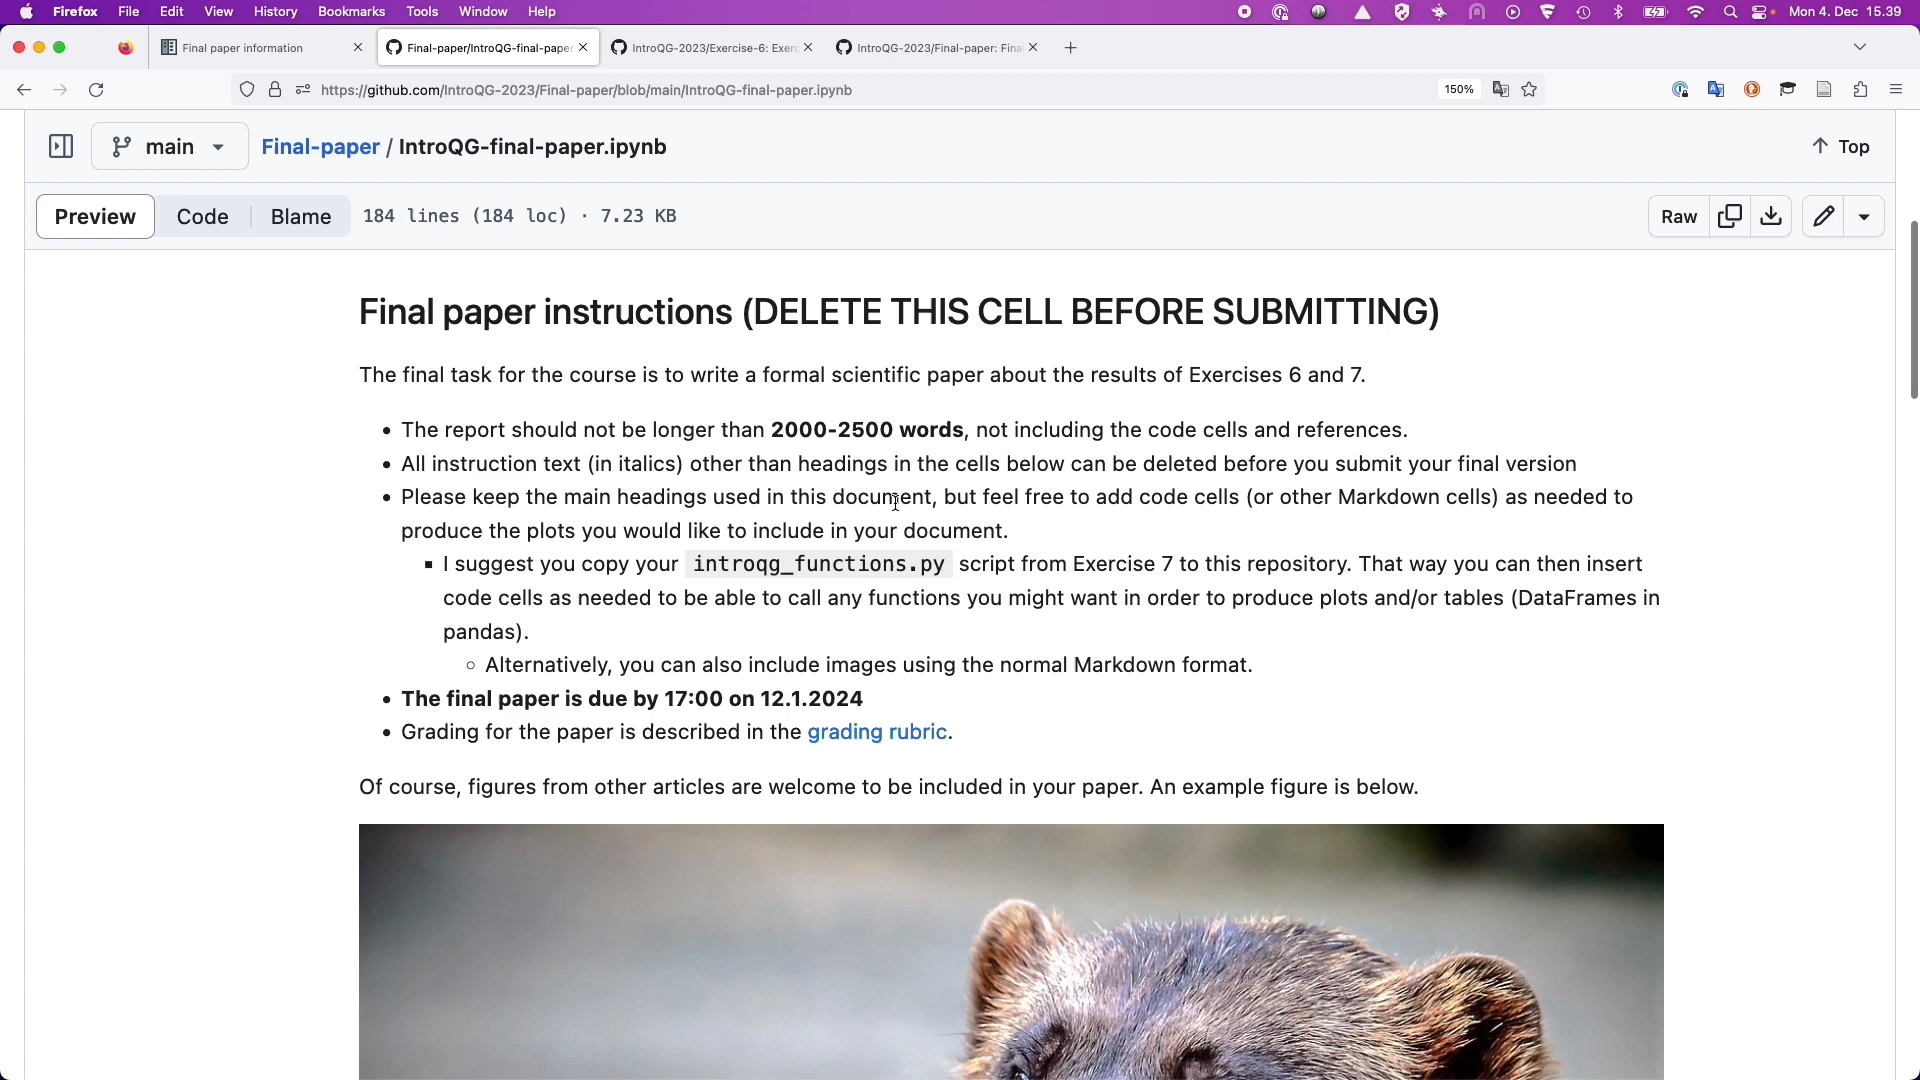 Firefox File Edit View History Bookmarks Tools Window Help Mon 4. Dec 15.39
Final paper information Final-paper/IntroQG-final-paper IntroQG-2023/Exercise-6: Exerc IntroQG-2023/Final-paper: Fina
https://github.com/IntroQG-2023/Final-paper/blob/main/IntroQG-final-paper.ipynb 150%
main Final-paper / IntroQG-final-paper.ipynb Top
Preview Code Blame 184 lines (184 loc) · 7.23 KB Raw
Final paper instructions (DELETE THIS CELL BEFORE SUBMITTING)
The final task for the course is to write a formal scientific paper about the results of Exercises 6 and 7.
• The report should not be longer than 2000-2500 words, not including the code cells and references.
• All instruction text (in italics) other than headings in the cells below can be deleted before you submit your final version
• Please keep the main headings used in this document, but feel free to add code cells (or other Markdown cells) as needed to
produce the plots you would like to include in your document.
▪ I suggest you copy your introqg_functions.py script from Exercise 7 to this repository. That way you can then insert
code cells as needed to be able to call any functions you might want in order to produce plots and/or tables (DataFrames in
pandas).
◦ Alternatively, you can also include images using the normal Markdown format.
• The final paper is due by 17:00 on 12.1.2024
• Grading for the paper is described in the grading rubric.
Of course, figures from other articles are welcome to be included in your paper. An example figure is below.